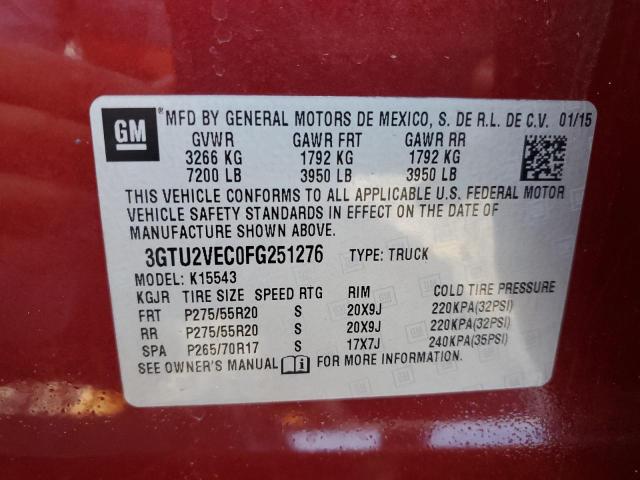 GM
MFD BY GENERAL MOTORS DE MEXICO, S. DE R.L. DE C.V. 01/15
GVWR GAWR FRT GAWR RR
3266 KG 1792 KG 1792 KG
7200 LB 3950 LB 3950 LB
THIS VEHICLE CONFORMS TO ALL APPLICABLE U.S. FEDERAL MOTOR
VEHICLE SAFETY STANDARDS IN EFFECT ON THE DATE OF
MANUFACTURE SHOWN ABOVE.
3GTU2VEC0FG251276 TYPE: TRUCK
MODEL: K15543
KGJR TIRE SIZE SPEED RTG RIM COLD TIRE PRESSURE
FRT P275/55R20 S 20X9J 220KPA(32PSI)
RR P275/55R20 S 20X9J 220KPA(32PSI)
SPA P265/70R17 S 17X7J 240KPA(35PSI)
SEE OWNER'S MANUAL i FOR MORE INFORMATION.